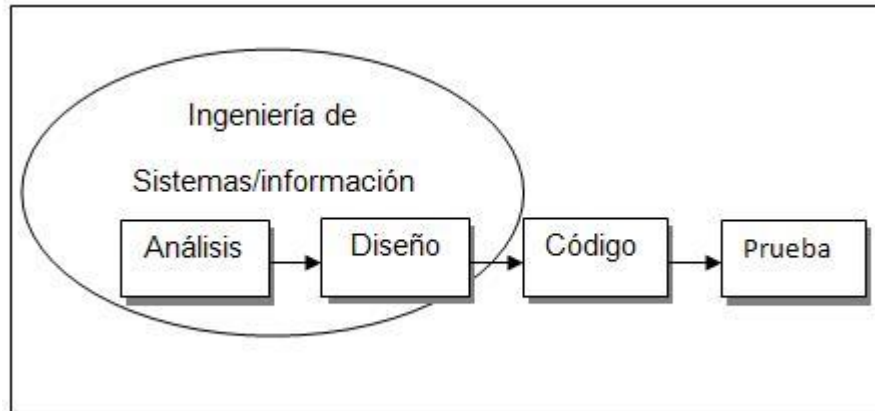 Ingeniería de
Sistemas/información
Análisis
Diseño
Código
Prueba